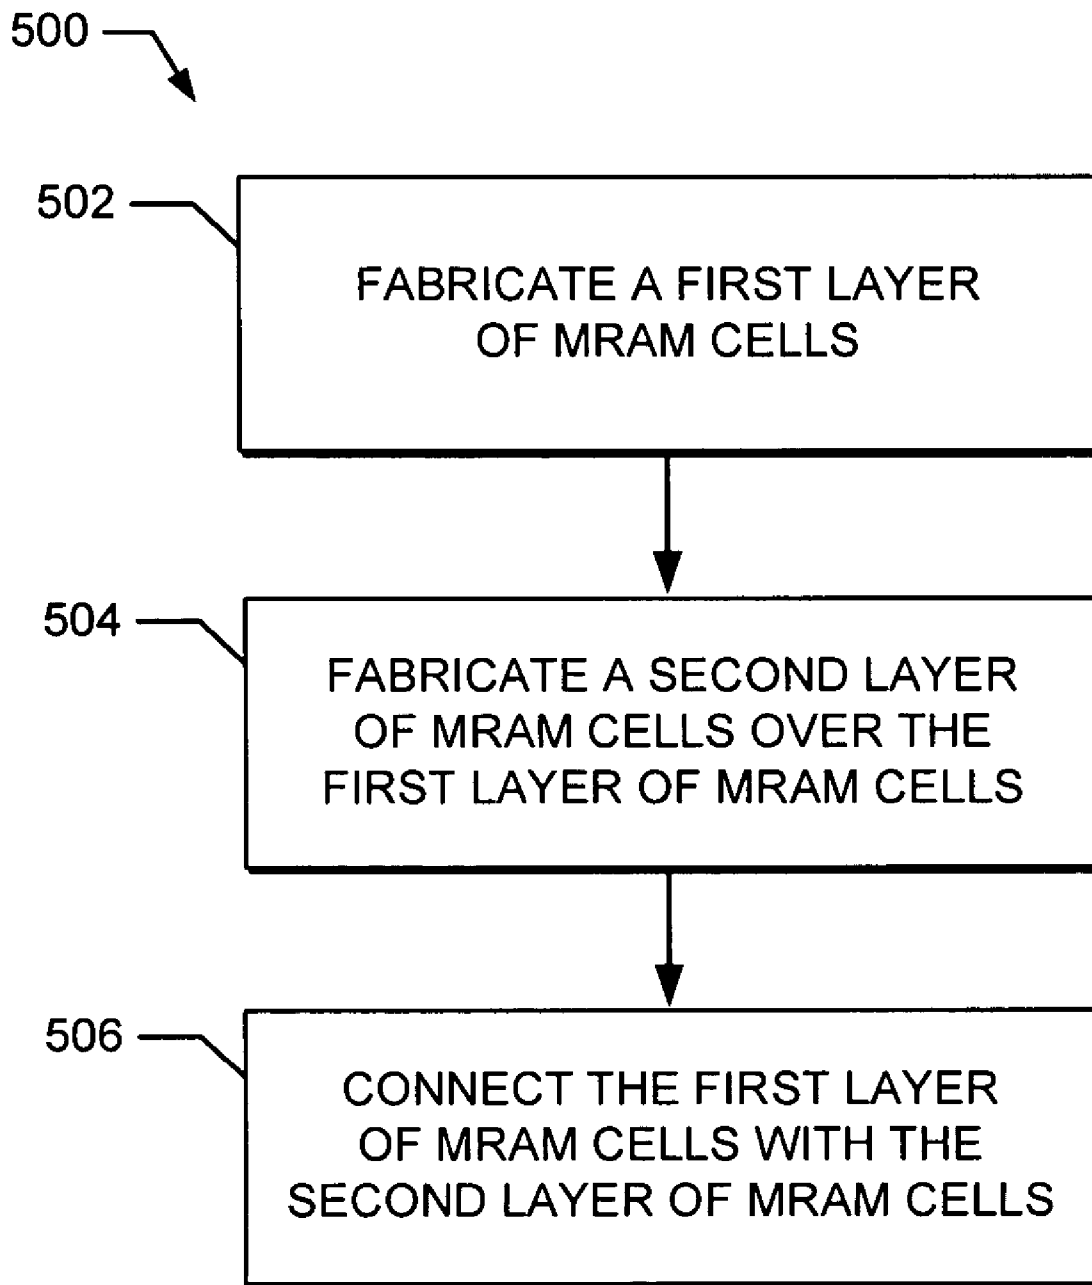 500
502
FABRICATE A FIRST LAYER
OF MRAM CELLS
504
FABRICATE A SECOND LAYER
OF MRAM CELLS OVER THE
FIRST LAYER OF MRAM CELLS
506
CONNECT THE FIRST LAYER
OF MRAM CELLS WITH THE
SECOND LAYER OF MRAM CELLS